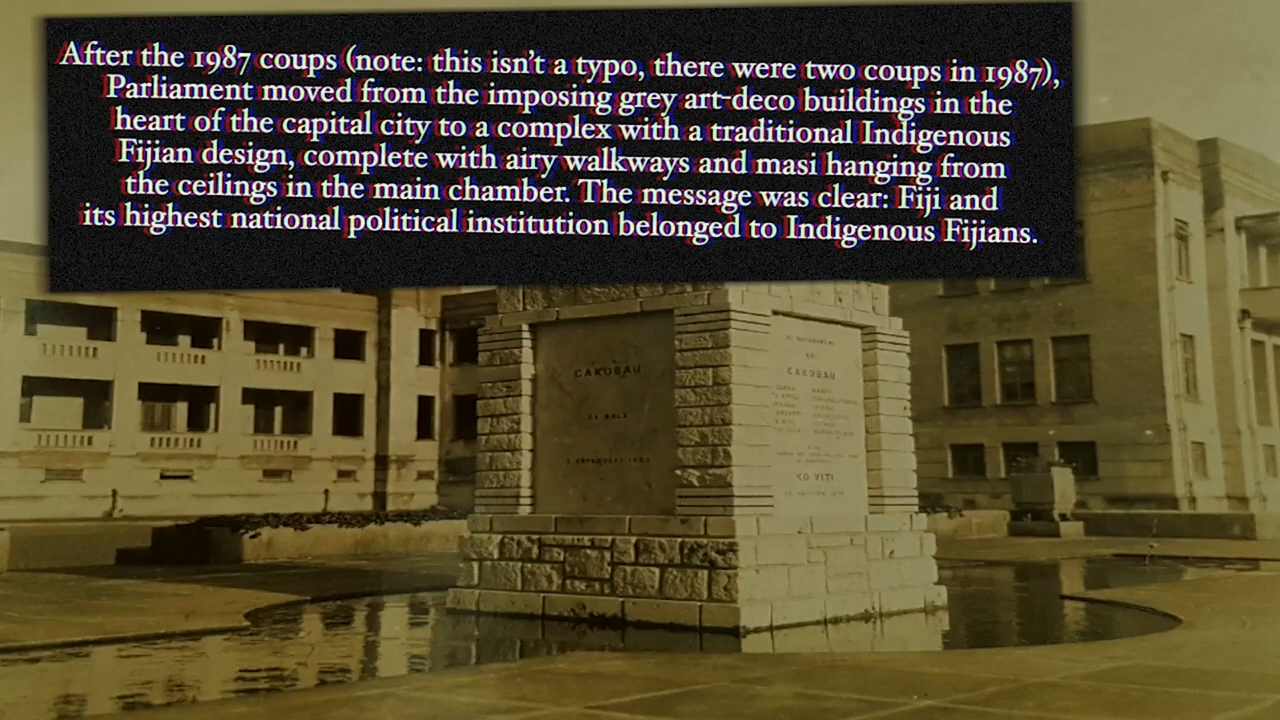 After the 1987 coups (note: this isn't a typo, there were two coups in 1987),
Parliament moved from the imposing grey art-deco buildings in the
heart of the capital city to a complex with a traditional Indigenous
Fijian design, complete with airy walkways and masi hanging from
the ceilings in the main chamber. The message was clear: Fiji and
its highest national political institution belonged to Indigenous Fijians.
CAKOBAU
CAKOBAU
KO VITI